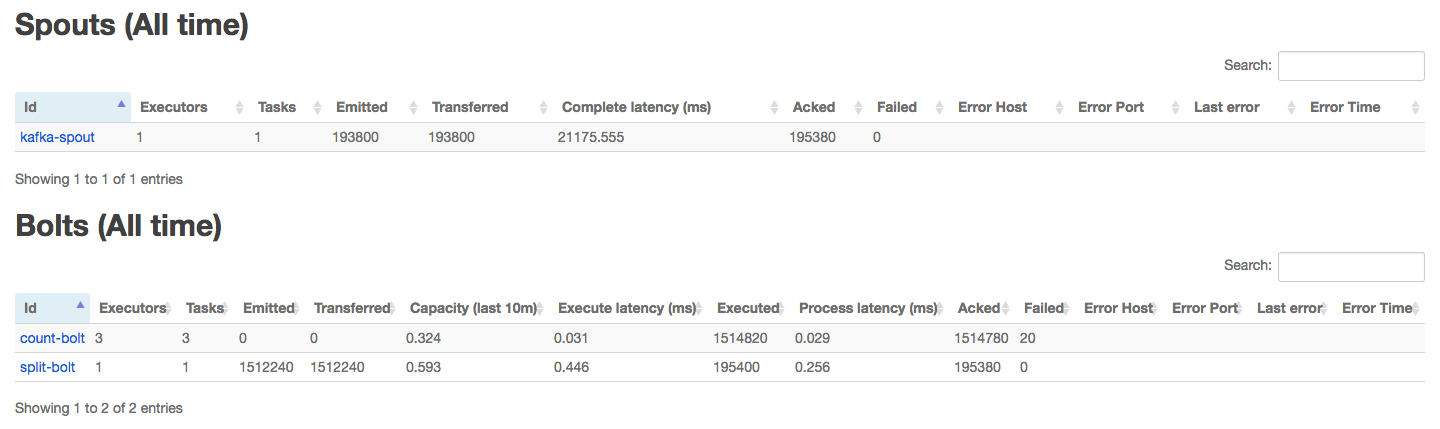 Spouts (All time)
Search:
Id Executors Tasks Emitted Transferred Complete latency (ms) Acked Failed Error Host Error Port Last error Error Time
kafka-spout 1 1 193800 193800 21175.555 195380 0
Showing 1 to 1 of 1 entries
Bolts (All time)
Search:
Id Executors Tasks Emitted Transferred Capacity (last 10m) Execute latency (ms) Executed Process latency (ms) Acked Failed Error Host Error Port Last error Error Time
count-bolt 3 3 0 0 0.324 0.031 1514820 0.029 1514780 20
split-bolt 1 1 1512240 1512240 0.593 0.446 195400 0.256 195380 0
Showing 1 to 2 of 2 entries